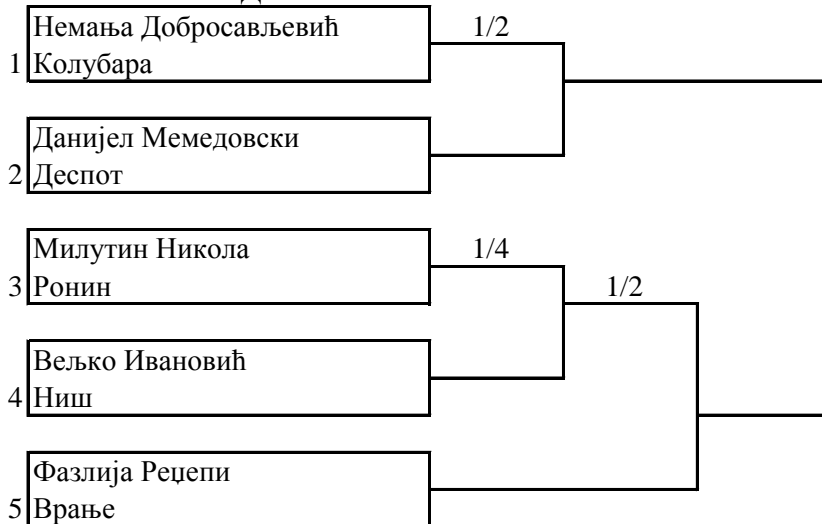 Немања Добросављевић
1/2
1 Колубара
Данијел Мемедовски
2 Деспот
Милутин Никола
1/4
3 Ронин
1/2
Вељко Ивановић
4 Ниш
Фазлија Реџепи
5 Врање